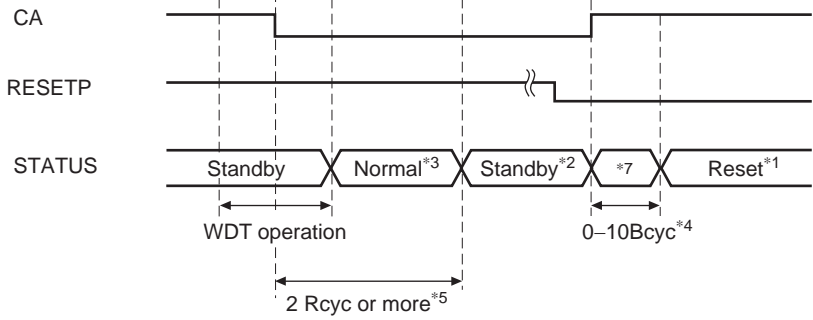 CA
RESETP
STATUS
Standby Normal*3 Standby*2 *7 Reset*1
WDT operation 0–10Bcyc*4
2 Rcyc or more*5